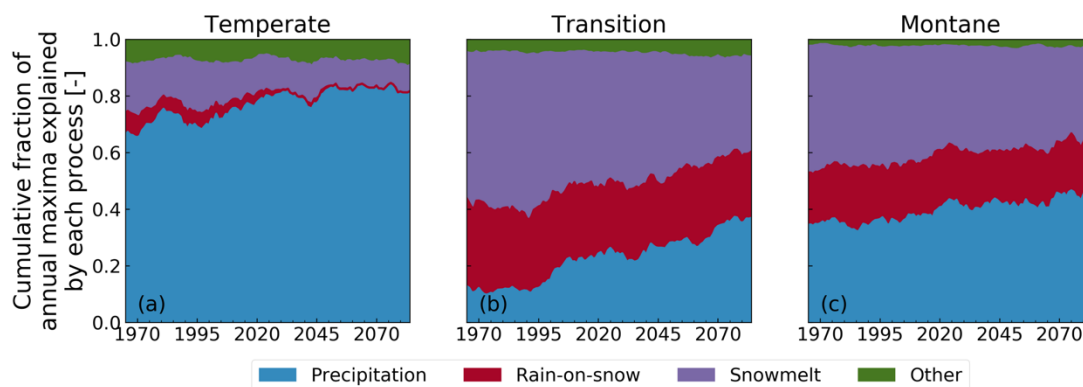 Temperate
Transition
Montane
Cumulative fraction of
annual maxima explained
by each process [-]
1.0
0.8
0.6
0.4
0.2
0.0
(a)
(b)
(c)
1970 1995 2020 2045 2070
1970 1995 2020 2045 2070
1970 1995 2020 2045 2070
Precipitation Rain-on-snow Snowmelt Other